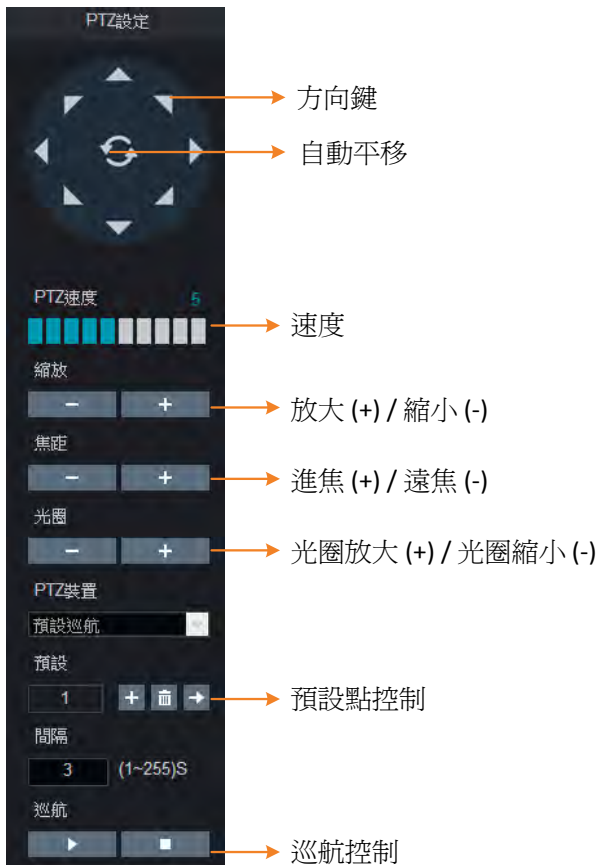 PTZ設定
方向鍵
自動平移
PTZ速度 5
速度
縮放
- +
放大 (+) / 縮小 (-)
焦距
- +
進焦 (+) / 遠焦 (-)
光圈
- +
光圈放大 (+) / 光圈縮小 (-)
PTZ裝置
預設巡航
預設
1 +
預設點控制
間隔
3 (1~255)S
巡航
巡航控制